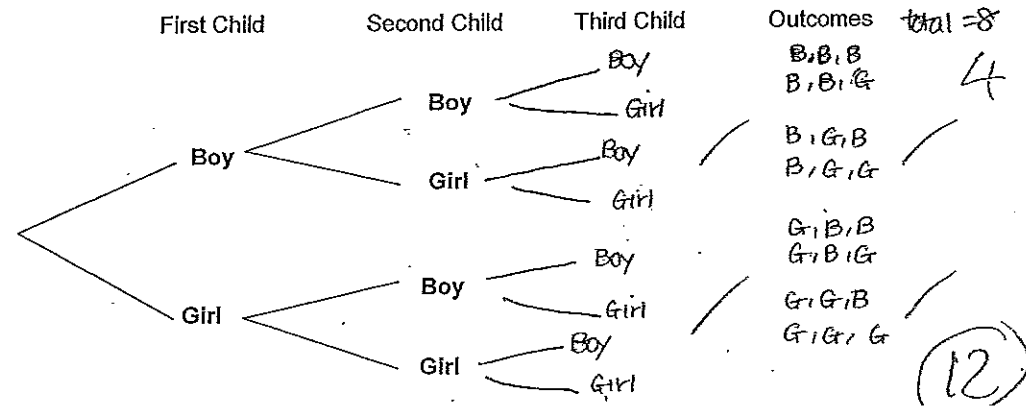 First Child Second Child Third Child Outcomes total = 8
Boy B,B,B
Boy B,B,G 4
Girl
Boy Boy B,G,B
Girl B,G,G
Girl
G,B,B
Boy G,B,G
Boy
Girl Girl G,G,B
Boy G,G,G
Girl
Girl 12